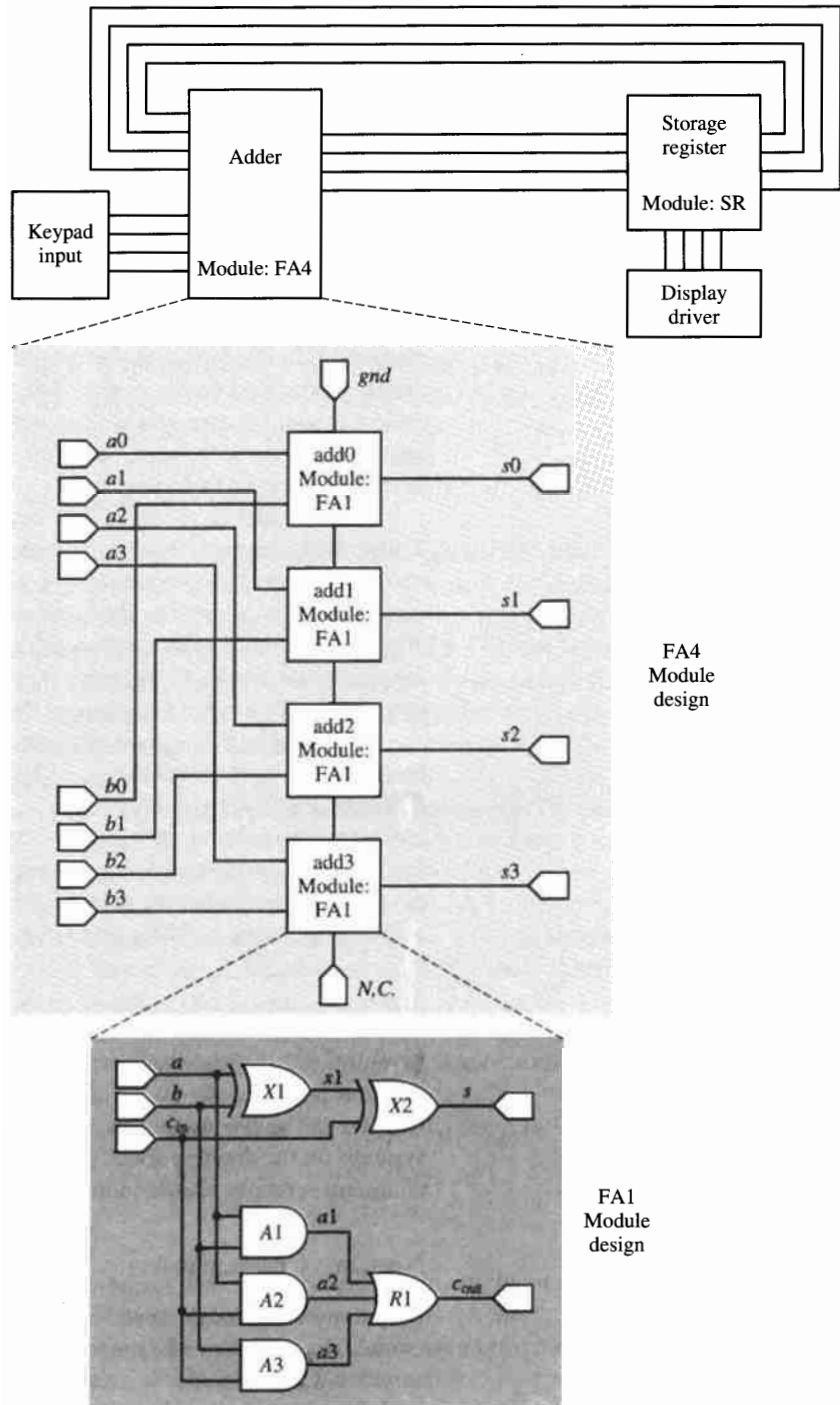 Adder
Module: FA4
Keypad
input
Storage
register
Module: SR
Display
driver
gnd
a0
a1
a2
a3
add0
Module:
FA1
s0
add1
Module:
FA1
s1
add2
Module:
FA1
s2
b0
b1
b2
b3
add3
Module:
FA1
s3
N.C.
FA4
Module
design
a
b
c_in
X1
x1
X2
s
A1
a1
A2
a2
A3
a3
R1
c_out
FA1
Module
design